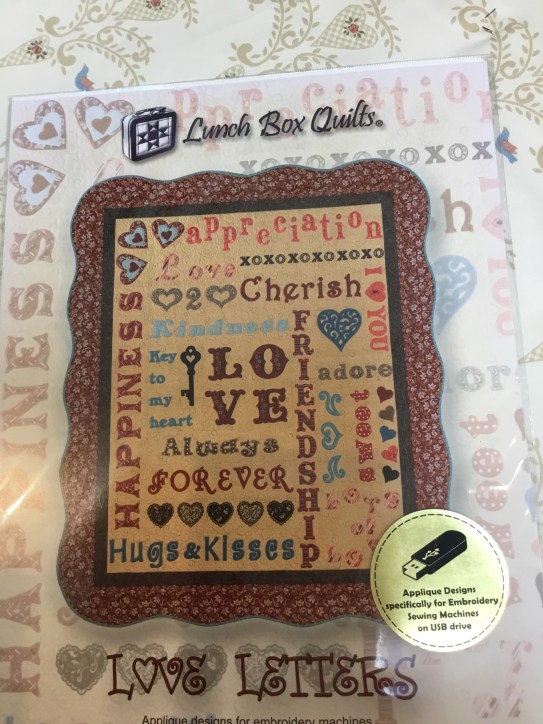 Lunch Box Quilts®
appreciation
Love
xoxoxoxoxoxo
2
Cherish
I YOU
Kindness
HAPPINESS
Key
to
my
heart
LO
VE
FRIENDSHIP
adore
Always
FOREVER
Lots
of
Hugs&Kisses
Applique Designs
specifically for Embroidery
Sewing Machines
on USB drive
LOVE LETTERS
Applique designs for embroidery machines